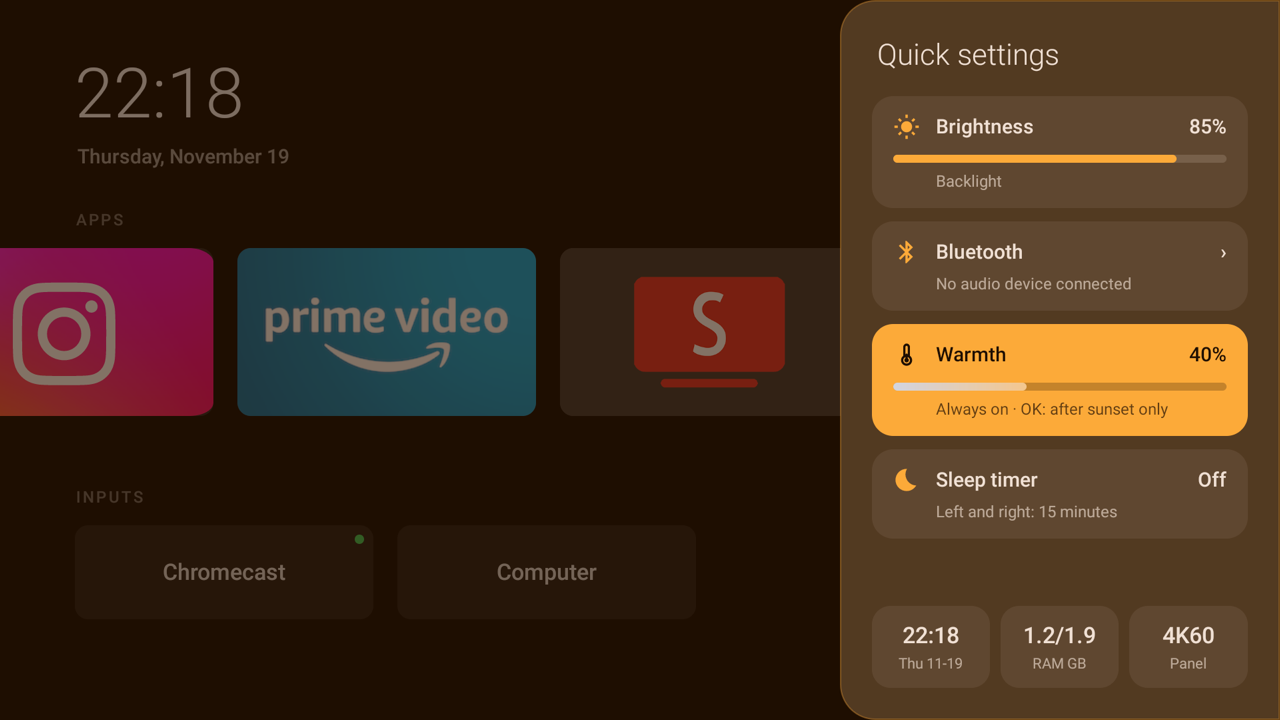 22:18
Thursday, November 19
APPS
prime video
S
INPUTS
Chromecast
Computer
Quick settings
Brightness 85%
Backlight
Bluetooth ›
No audio device connected
Warmth 40%
Always on · OK: after sunset only
Sleep timer Off
Left and right: 15 minutes
22:18 1.2/1.9 4K60
Thu 11-19 RAM GB Panel